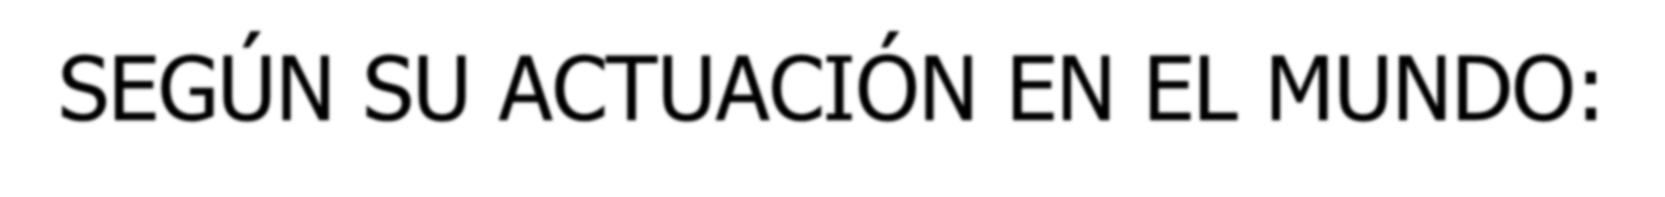 SEGÚN SU ACTUACIÓN EN EL MUNDO: